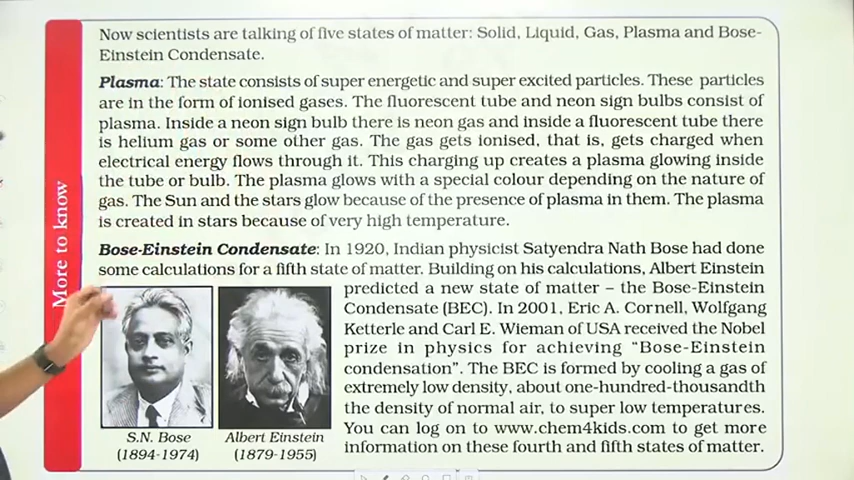 Now scientists are talking of five states of matter: Solid, Liquid, Gas, Plasma and Bose-
Einstein Condensate.
Plasma: The state consists of super energetic and super excited particles. These particles
are in the form of ionised gases. The fluorescent tube and neon sign bulbs consist of
plasma. Inside a neon sign bulb there is neon gas and inside a fluorescent tube there
is helium gas or some other gas. The gas gets ionised, that is, gets charged when
electrical energy flows through it. This charging up creates a plasma glowing inside
the tube or bulb. The plasma glows with a special colour depending on the nature of
gas. The Sun and the stars glow because of the presence of plasma in them. The plasma
is created in stars because of very high temperature.
More to know
Bose-Einstein Condensate: In 1920, Indian physicist Satyendra Nath Bose had done
some calculations for a fifth state of matter. Building on his calculations, Albert Einstein
predicted a new state of matter – the Bose-Einstein
Condensate (BEC). In 2001, Eric A. Cornell, Wolfgang
Ketterle and Carl E. Wieman of USA received the Nobel
prize in physics for achieving “Bose-Einstein
condensation”. The BEC is formed by cooling a gas of
extremely low density, about one-hundred-thousandth
the density of normal air, to super low temperatures.
You can log on to www.chem4kids.com to get more
information on these fourth and fifth states of matter.
S.N. Bose
(1894-1974)
Albert Einstein
(1879-1955)